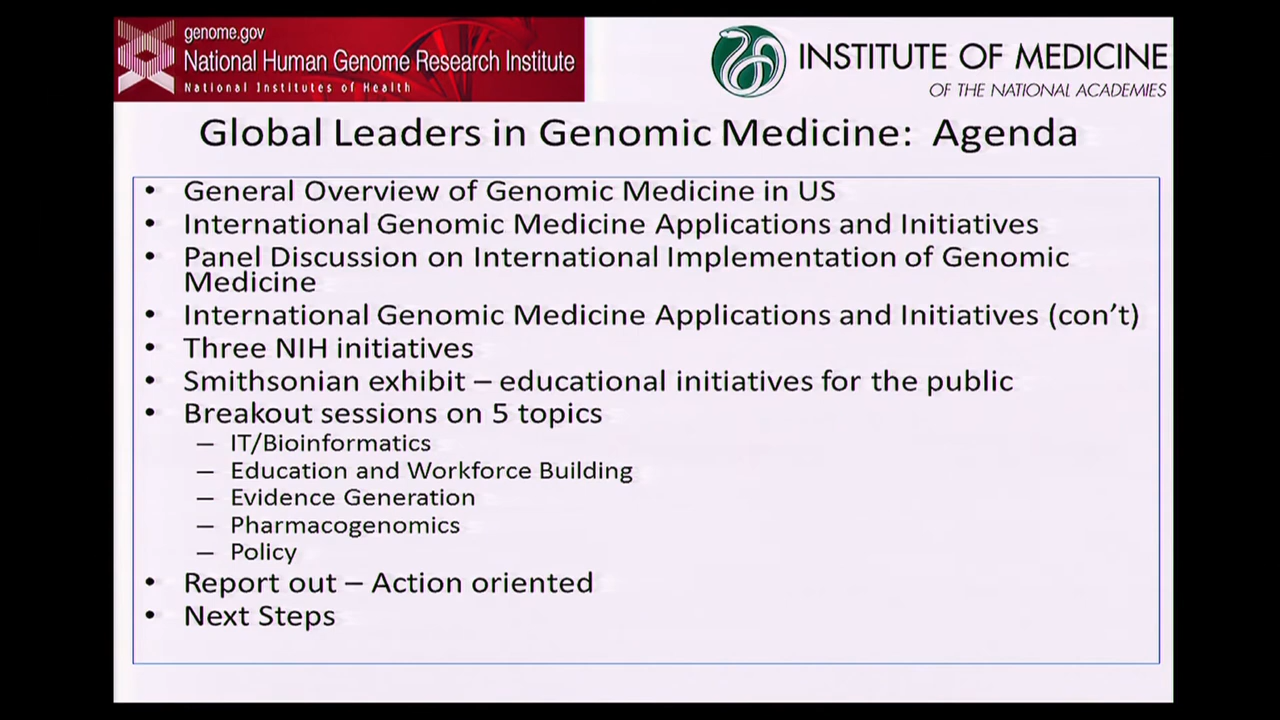 genome.gov
National Human Genome Research Institute
National Institutes of Health
INSTITUTE OF MEDICINE
OF THE NATIONAL ACADEMIES
Global Leaders in Genomic Medicine: Agenda
• General Overview of Genomic Medicine in US
• International Genomic Medicine Applications and Initiatives
• Panel Discussion on International Implementation of Genomic
Medicine
• International Genomic Medicine Applications and Initiatives (con’t)
• Three NIH initiatives
• Smithsonian exhibit – educational initiatives for the public
• Breakout sessions on 5 topics
– IT/Bioinformatics
– Education and Workforce Building
– Evidence Generation
– Pharmacogenomics
– Policy
• Report out – Action oriented
• Next Steps